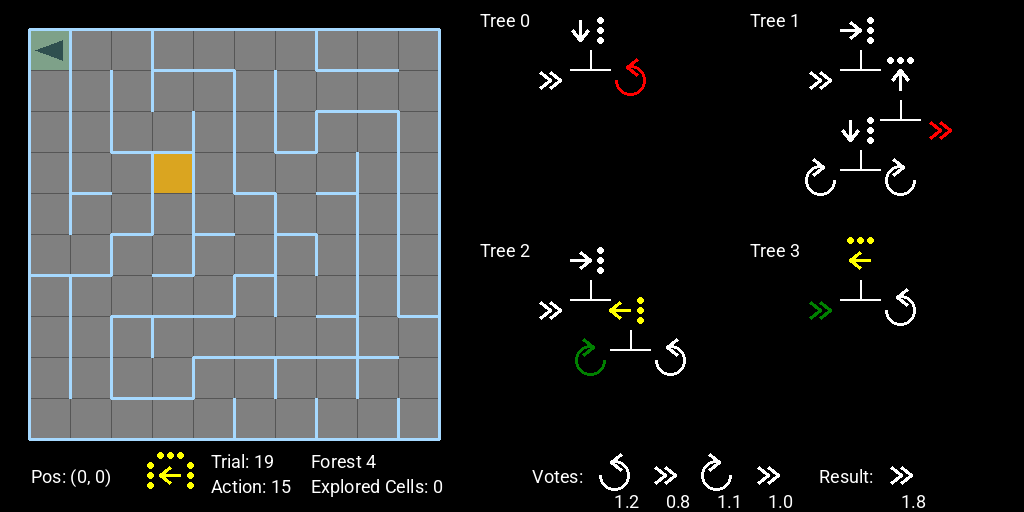 Tree 0
Tree 1
Tree 2
Tree 3
Pos: (0, 0)
Trial: 19
Forest 4
Action: 15
Explored Cells: 0
Votes:
1.2
0.8
1.1
1.0
Result:
1.8